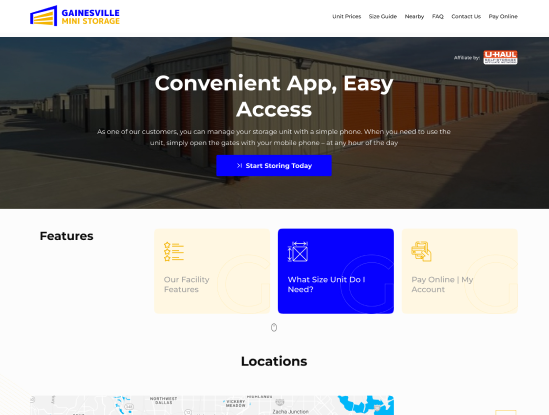 GAINESVILLE
MINI STORAGE
Unit Prices Size Guide Nearby FAQ Contact Us Pay Online
Affiliate by: U-HAUL
SELF-STORAGE
Convenient App, Easy
Access
As one of our customers, you can manage your storage unit with a simple phone. When you need to use the
unit, simply open the gates with your mobile phone – at any hour of the day
Start Storing Today
Features
Our Facility
Features
What Size Unit Do I
Need?
Pay Online | My
Account
Locations
NORTHWEST
DALLAS
VICKERY
MEADOW
HIGHLANDS
Zacha Junction